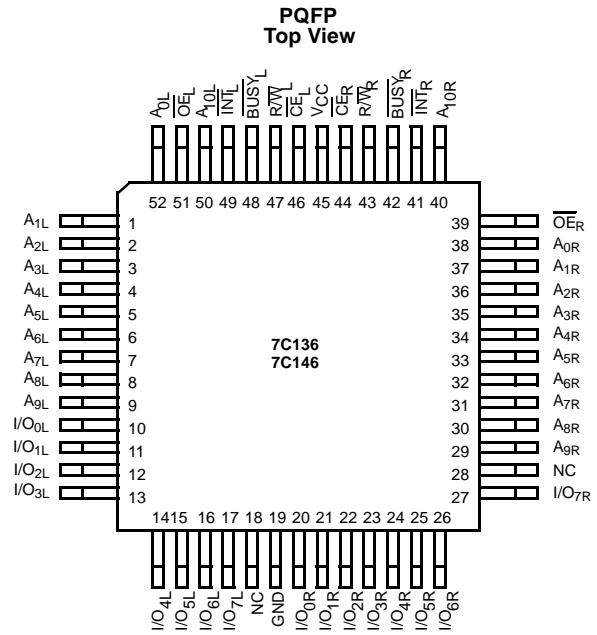 PQFP
Top View
A0L OEL A10L INTL BUSYL R/WL CEL VCC CER R/WR BUSYR INTR A10R
52 51 50 49 48 47 46 45 44 43 42 41 40
A1L 1
A2L 2
A3L 3
A4L 4
A5L 5
A6L 6
A7L 7
A8L 8
A9L 9
I/O0L 10
I/O1L 11
I/O2L 12
I/O3L 13
7C136
7C146
39 OER
38 A0R
37 A1R
36 A2R
35 A3R
34 A4R
33 A5R
32 A6R
31 A7R
30 A8R
29 A9R
28 NC
27 I/O7R
14 15 16 17 18 19 20 21 22 23 24 25 26
I/O4L I/O5L I/O6L I/O7L NC GND I/O0R I/O1R I/O2R I/O3R I/O4R I/O5R I/O6R